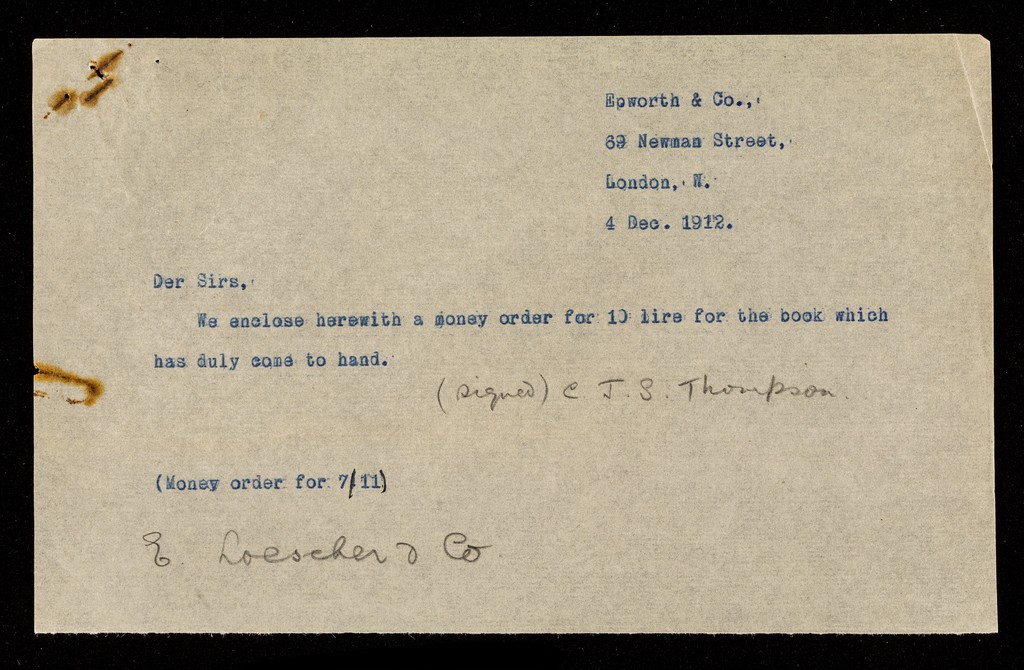 Epworth & Co.,
69 Newman Street,
London, W.
4 Dec. 1912.
Der Sirs,
We enclose herewith a money order for 10 lire for the book which
has duly come to hand.
(signed) C J. S. Thompson.
(Money order for 7/11)
E. Loescher & Co.